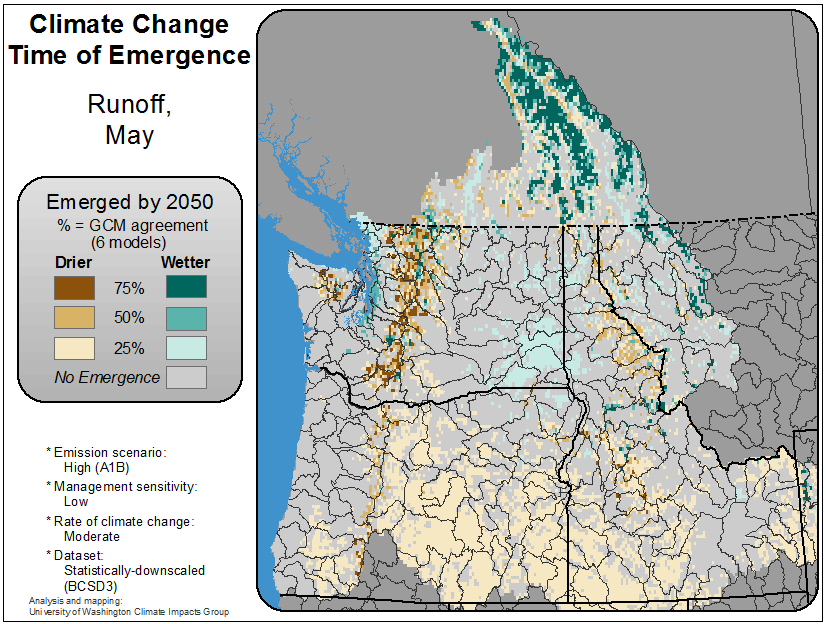 Climate Change
Time of Emergence
Runoff,
May
Emerged by 2050
% = GCM agreement
(6 models)
Drier Wetter
75%
50%
25%
No Emergence
* Emission scenario:
High (A1B)
* Management sensitivity:
Low
* Rate of climate change:
Moderate
* Dataset:
Statistically-downscaled
(BCSD3)
Analysis and mapping:
University of Washington Climate Impacts Group